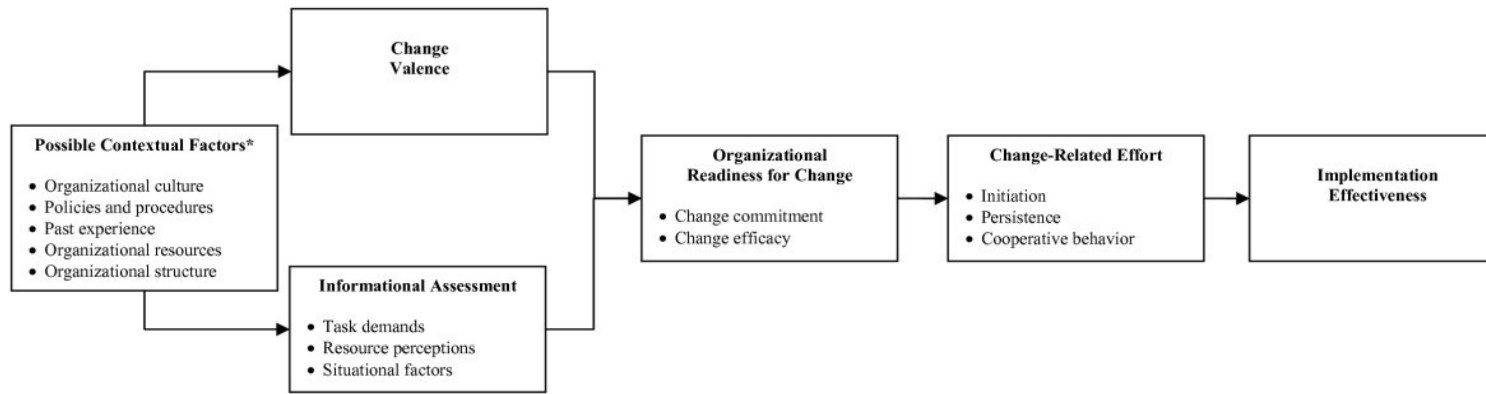 Change
Valence
Possible Contextual Factors*
• Organizational culture
• Policies and procedures
• Past experience
• Organizational resources
• Organizational structure
Informational Assessment
• Task demands
• Resource perceptions
• Situational factors
Organizational
Readiness for Change
• Change commitment
• Change efficacy
Change-Related Effort
• Initiation
• Persistence
• Cooperative behavior
Implementation
Effectiveness